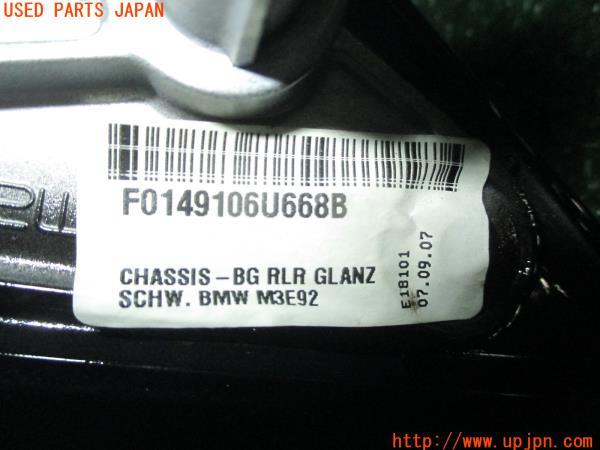 USED PARTS JAPAN
F0149106U668B
CHASSIS-BG RLR GLANZ
SCHW. BMW M3E92
E18101
07.09.07
http://www.upjpn.com/